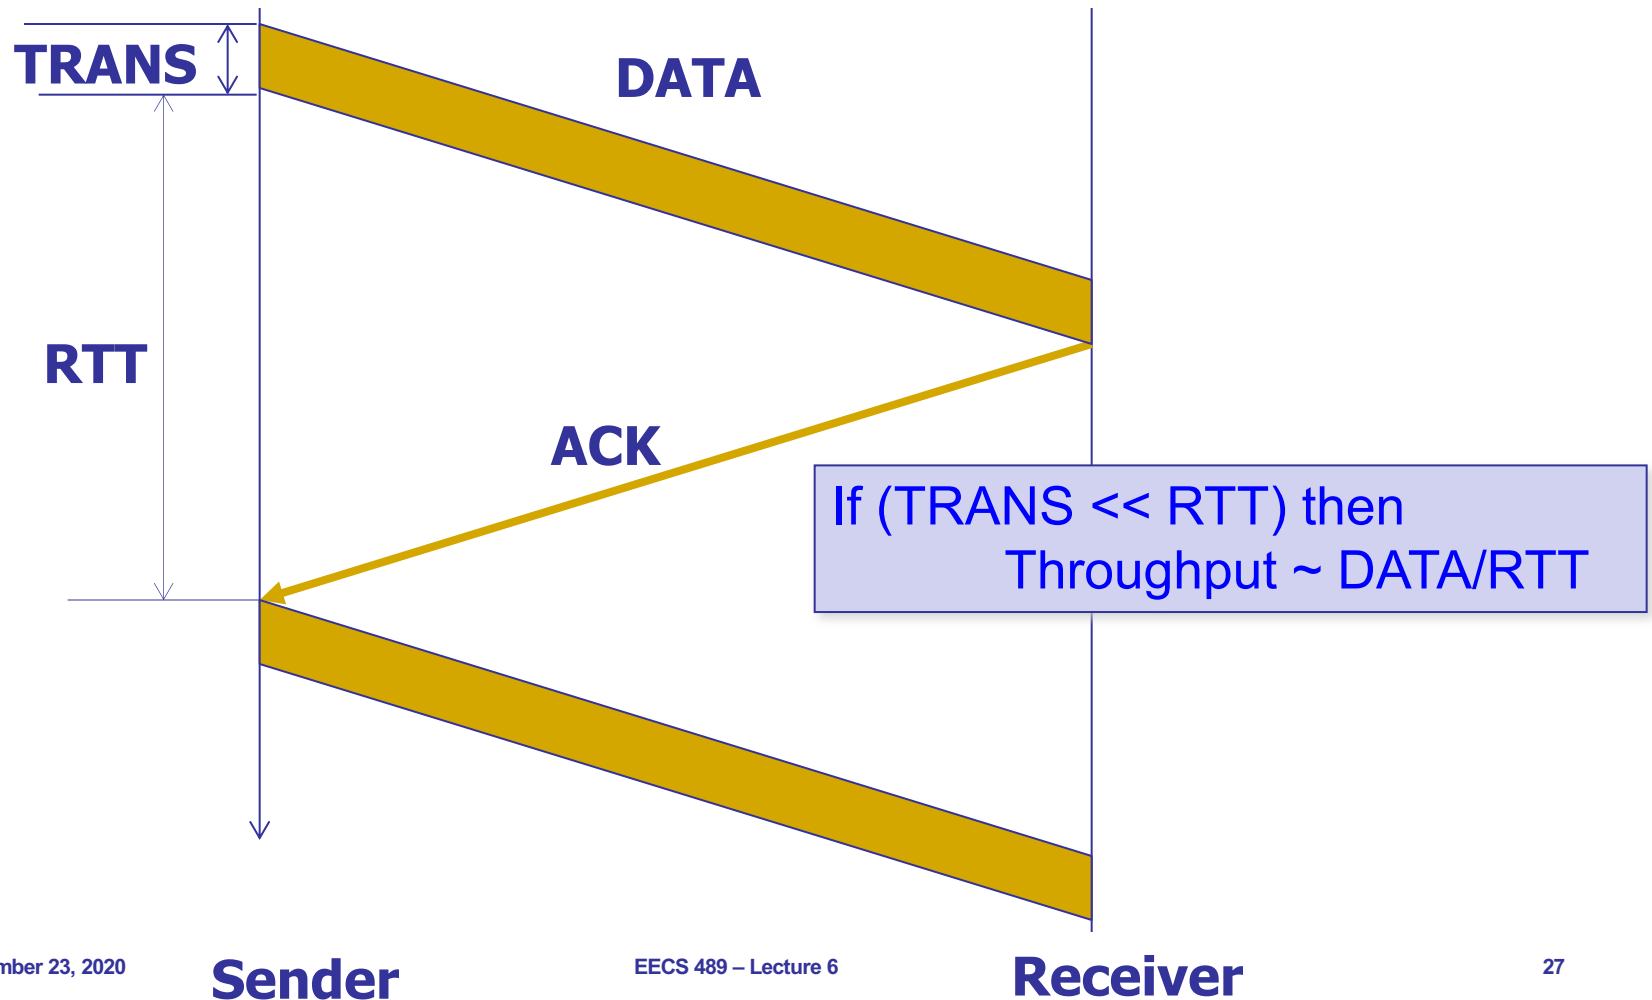 TRANS
DATA
RTT
ACK
If (TRANS << RTT) then
Throughput ~ DATA/RTT
mber 23, 2020
Sender
EECS 489 – Lecture 6
Receiver
27